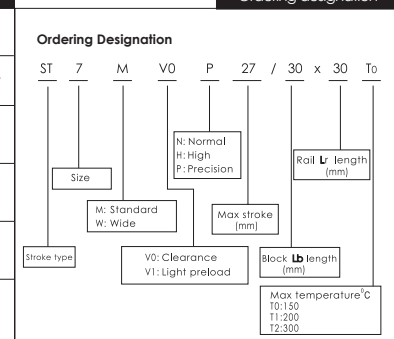 Ordering designation
Ordering Designation
ST 7 M V0 P 27 / 30 x 30 T0
N: Normal
H: High
P: Precision
Rail Lr length
(mm)
Size
M: Standard
W: Wide
Max stroke
(mm)
Stroke type
V0: Clearance
V1: Light preload
Block Lb length
(mm)
Max temperature°C
T0:150
T1:200
T2:300